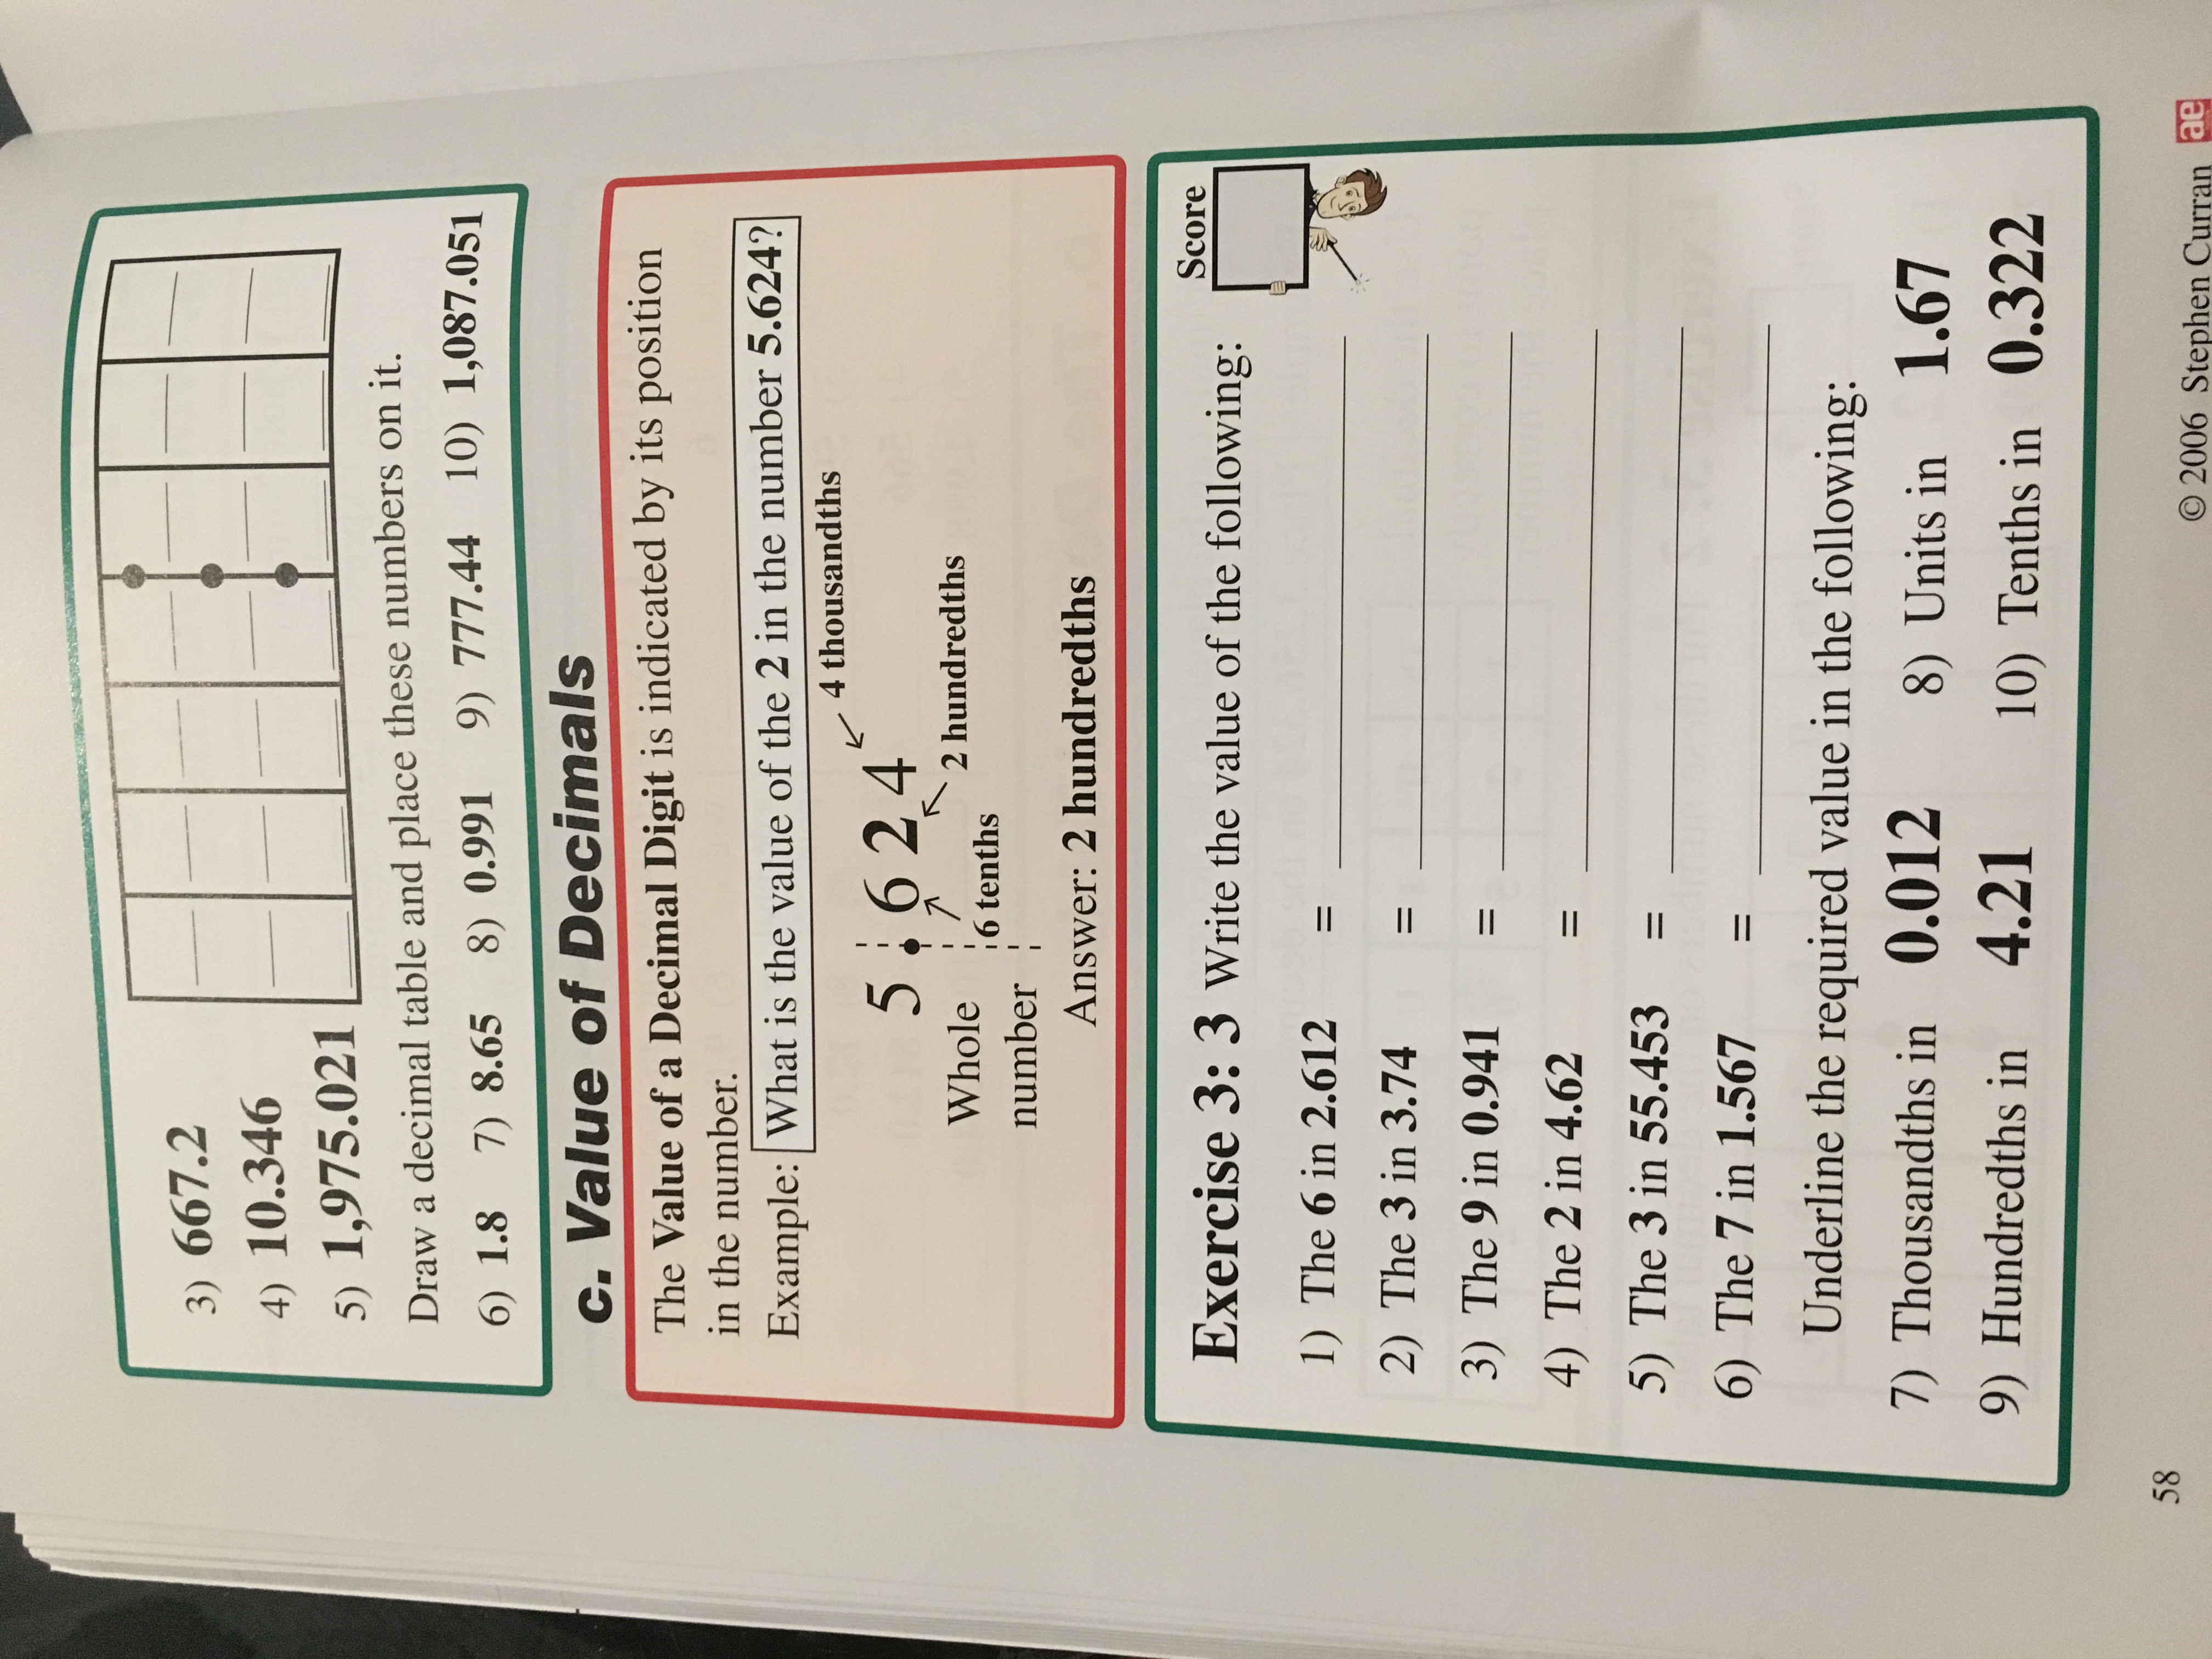 3) 667.2
4) 10.346
5) 1,975.021
Draw a decimal table and place these numbers on it.
6) 1.8 7) 8.65 8) 0.991 9) 777.44 10) 1,087.051
c. Value of Decimals
The Value of a Decimal Digit is indicated by its position
in the number.
Example: What is the value of the 2 in the number 5.624?
4 thousandths
5.624
2 hundredths
6 tenths
Whole
number
Answer: 2 hundredths
Exercise 3: 3 Write the value of the following:
Score
1) The 6 in 2.612 =
2) The 3 in 3.74 =
3) The 9 in 0.941 =
4) The 2 in 4.62 =
5) The 3 in 55.453 =
6) The 7 in 1.567 =
Underline the required value in the following:
7) Thousandths in 0.012 8) Units in 1.67
9) Hundredths in 4.21 10) Tenths in 0.322
58
© 2006 Stephen Curran ae